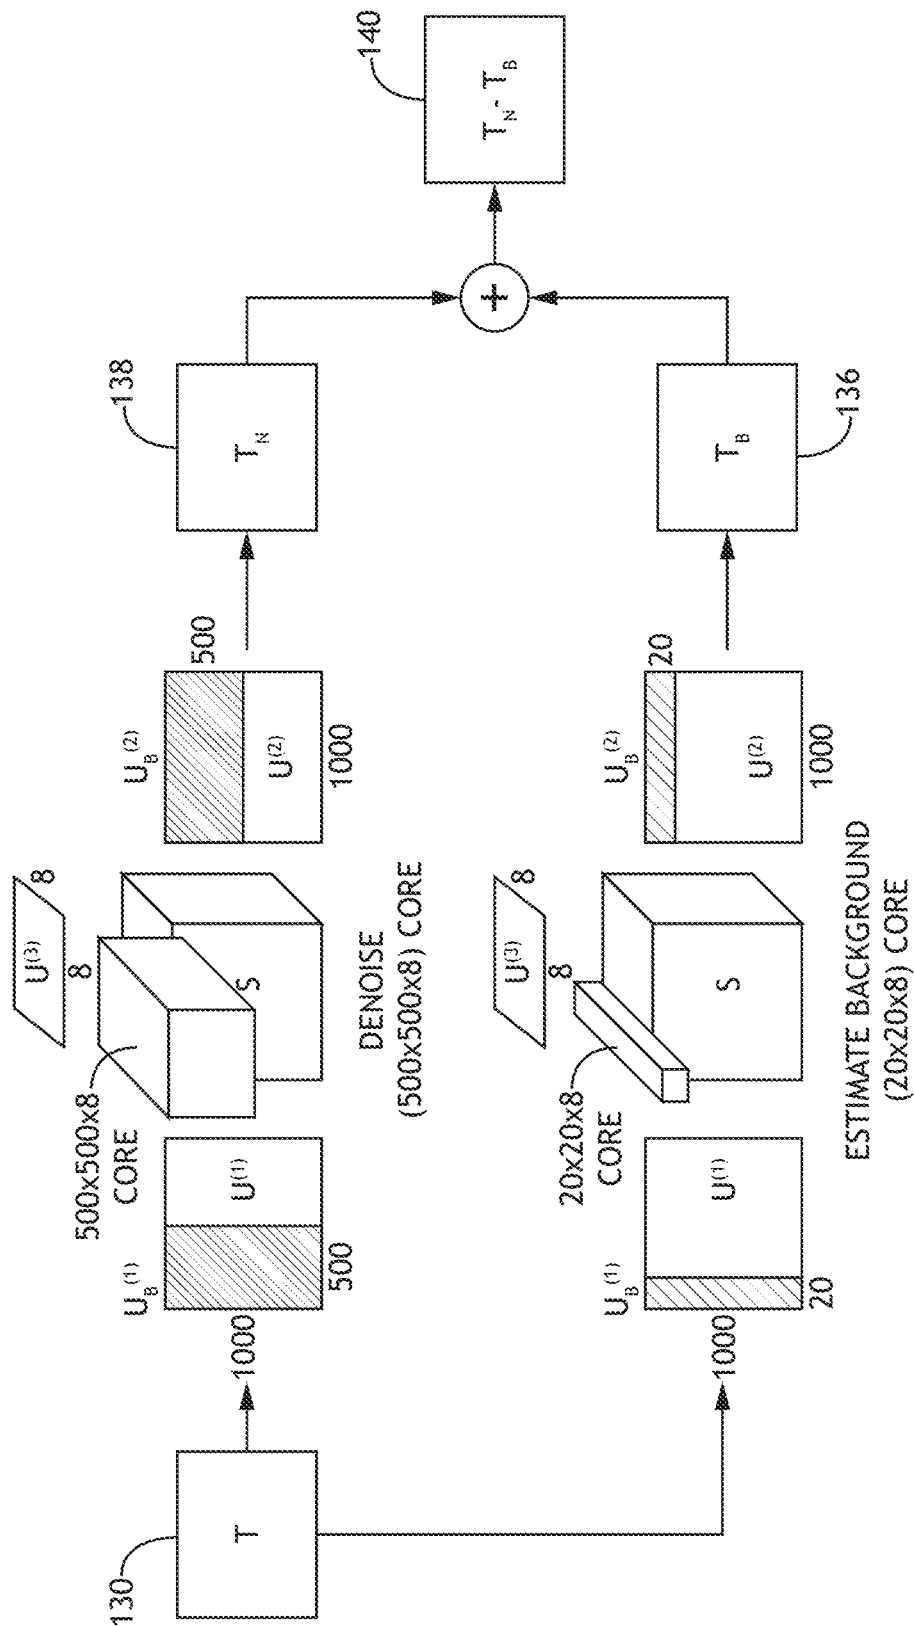 130
T
1000
U_B^(1)
U^(1)
500
500x500x8
CORE
U^(3)
8
8
S
DENOISE
(500x500x8) CORE
U_B^(2)
U^(2)
500
1000
T_N
138
1000
U_B^(1)
U^(1)
20
20x20x8
CORE
U^(3)
8
8
S
ESTIMATE BACKGROUND
(20x20x8) CORE
U_B^(2)
U^(2)
20
1000
T_B
136
+
T_N - T_B
140